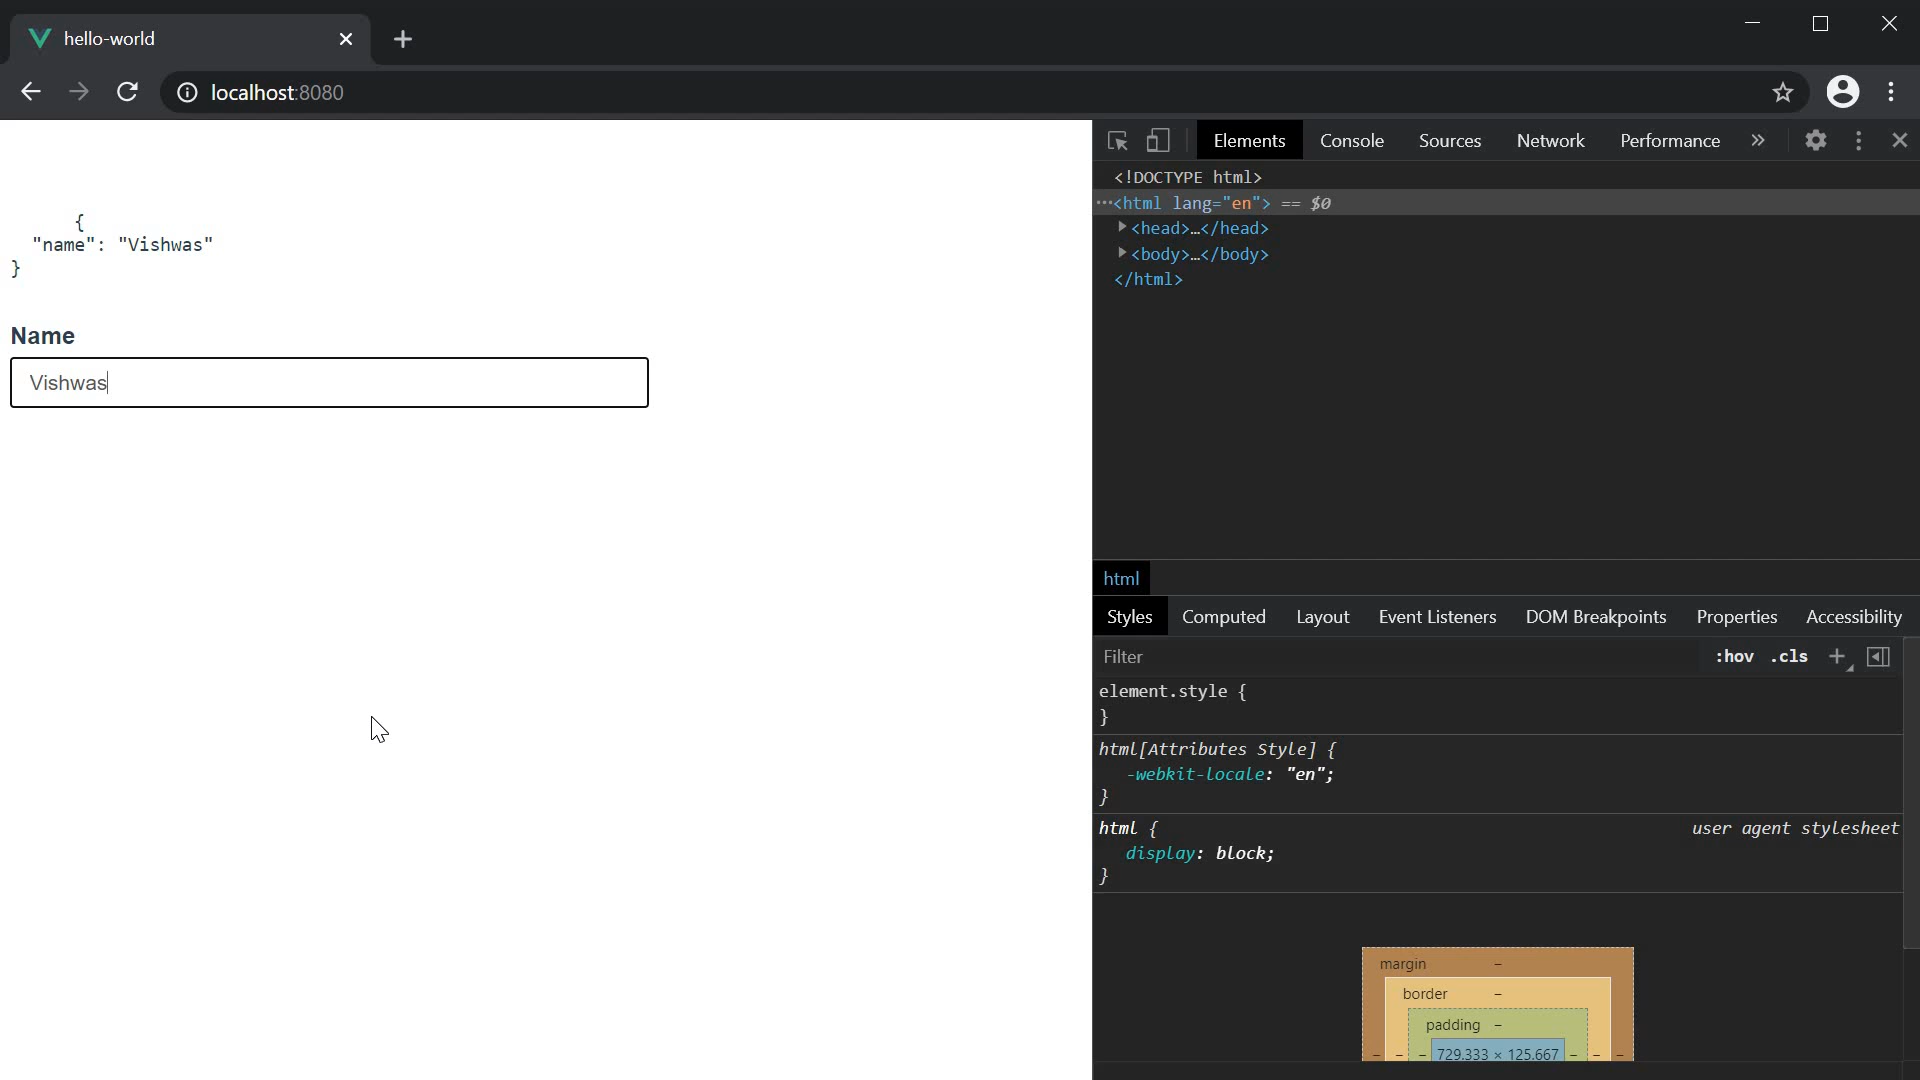 hello-world
localhost:8080
{
"name": "Vishwas"
}
Name
Vishwas
Elements Console Sources Network Performance »
<!DOCTYPE html>
…<html lang="en"> == $0
<head>…</head>
<body>…</body>
</html>
html
Styles Computed Layout Event Listeners DOM Breakpoints Properties Accessibility
Filter :hov .cls +
element.style {
}
html[Attributes Style] {
-webkit-locale: "en";
}
html { user agent stylesheet
display: block;
}
margin –
border –
padding –
– – – 729.333 × 125.667 – – –